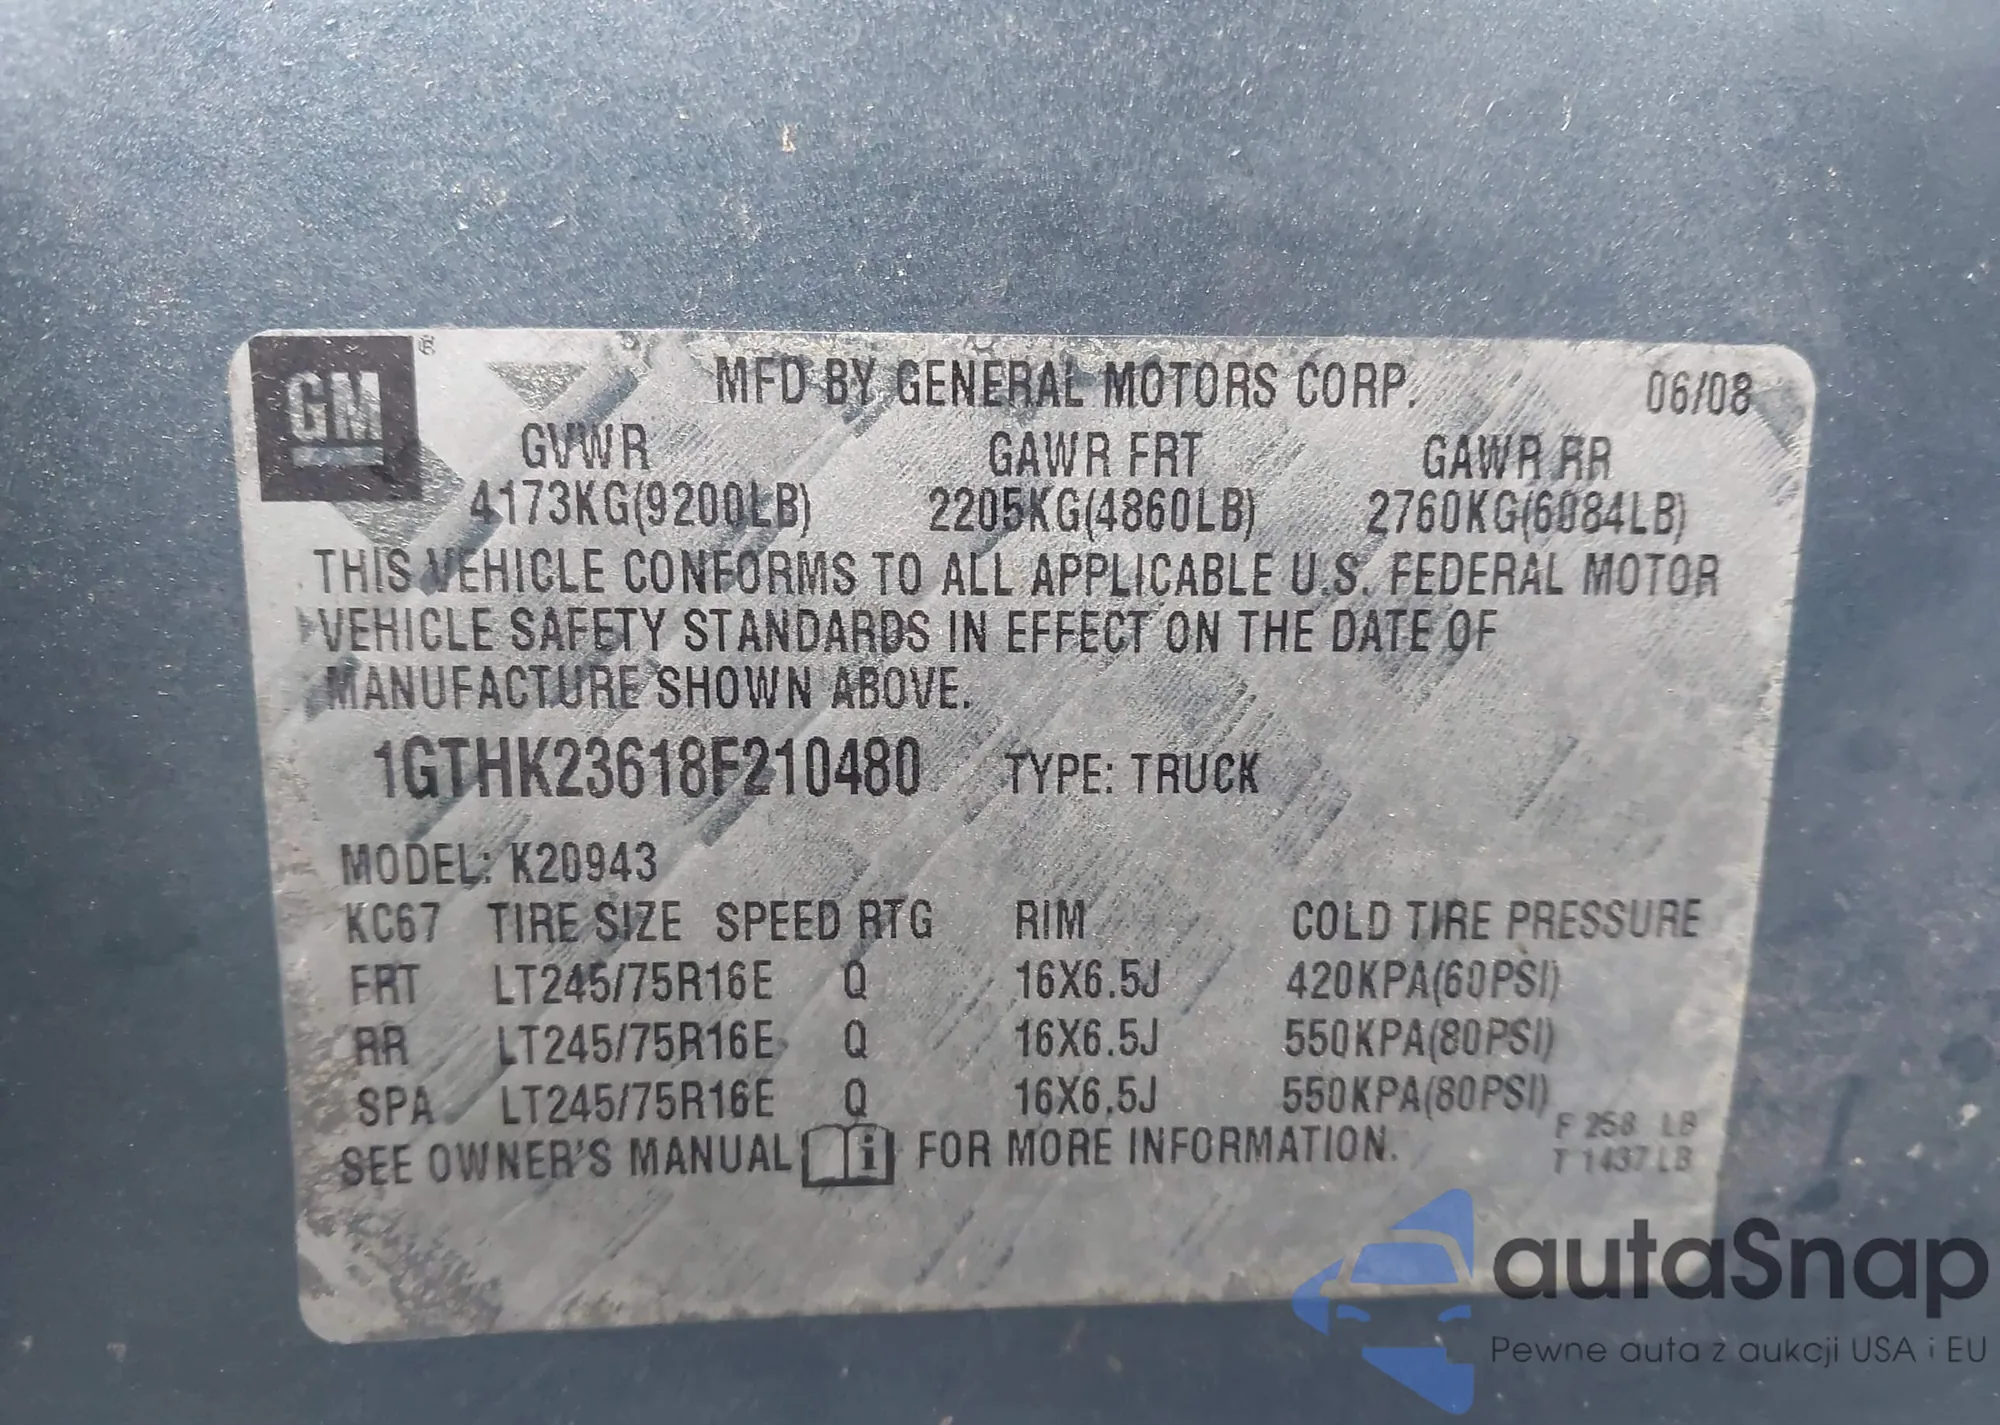 GM
MFD BY GENERAL MOTORS CORP. 06/08
GVWR GAWR FRT GAWR RR
4173KG(9200LB) 2205KG(4860LB) 2760KG(6084LB)
THIS VEHICLE CONFORMS TO ALL APPLICABLE U.S. FEDERAL MOTOR
VEHICLE SAFETY STANDARDS IN EFFECT ON THE DATE OF
MANUFACTURE SHOWN ABOVE.
1GTHK23618F210480 TYPE: TRUCK
MODEL: K20943
KC67 TIRE SIZE SPEED RTG RIM COLD TIRE PRESSURE
FRT LT245/75R16E Q 16X6.5J 420KPA(60PSI)
RR LT245/75R16E Q 16X6.5J 550KPA(80PSI)
SPA LT245/75R16E Q 16X6.5J 550KPA(80PSI)
F 258 LB
SEE OWNER'S MANUAL i FOR MORE INFORMATION.
T 1437 LB
autaSnap
Pewne auta z aukcji USA i EU